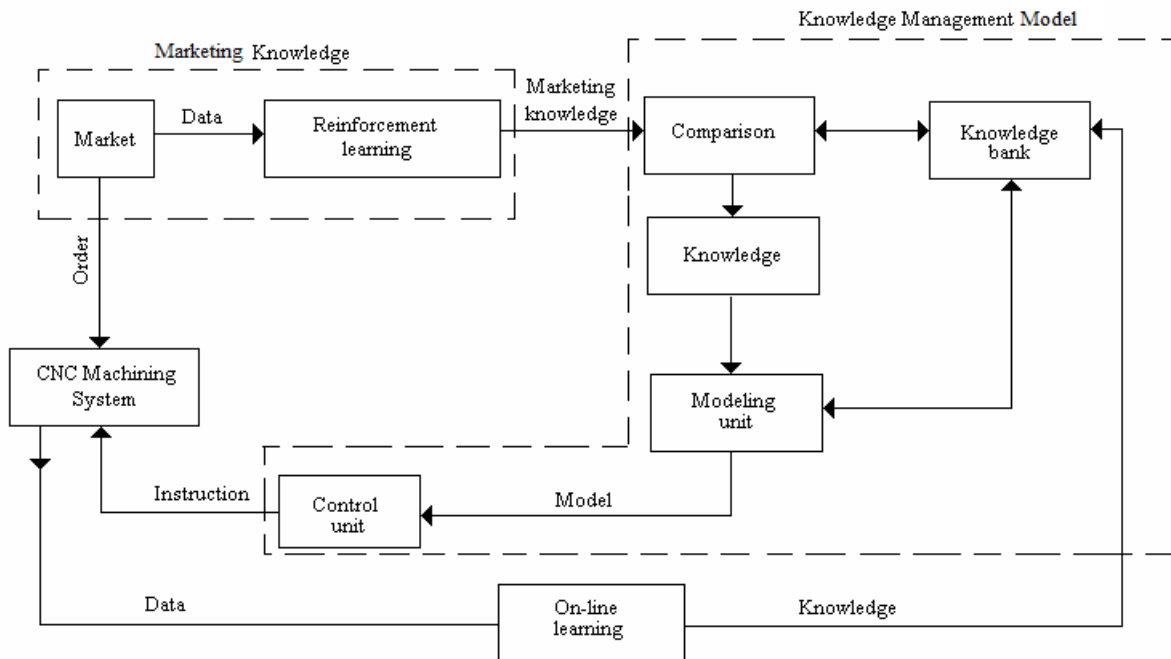 Knowledge Management Model
Marketing Knowledge
Marketing
knowledge
Market
Data
Reinforcement
learning
Comparison
Knowledge
bank
Order
Knowledge
CNC Machining
System
Modeling
unit
Instruction
Control
unit
Model
Data
On-line
learning
Knowledge